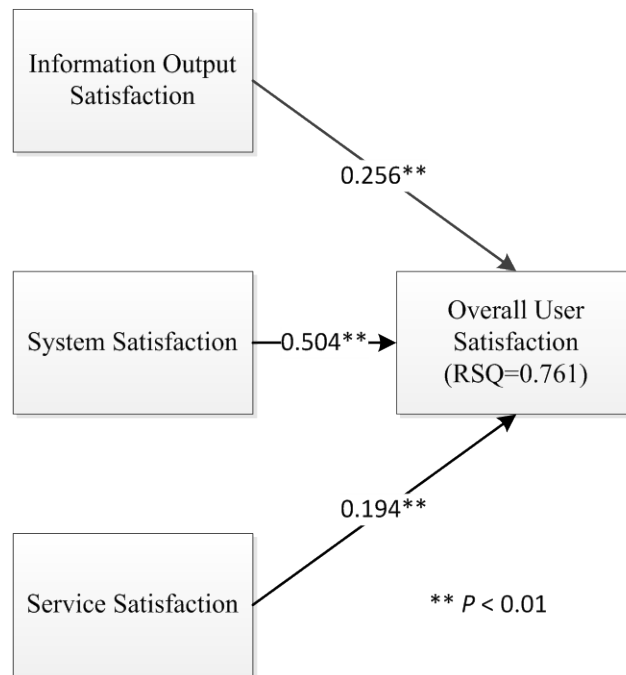 Information Output
Satisfaction
0.256**
System Satisfaction
0.504**
Overall User
Satisfaction
(RSQ=0.761)
0.194**
Service Satisfaction
** P < 0.01